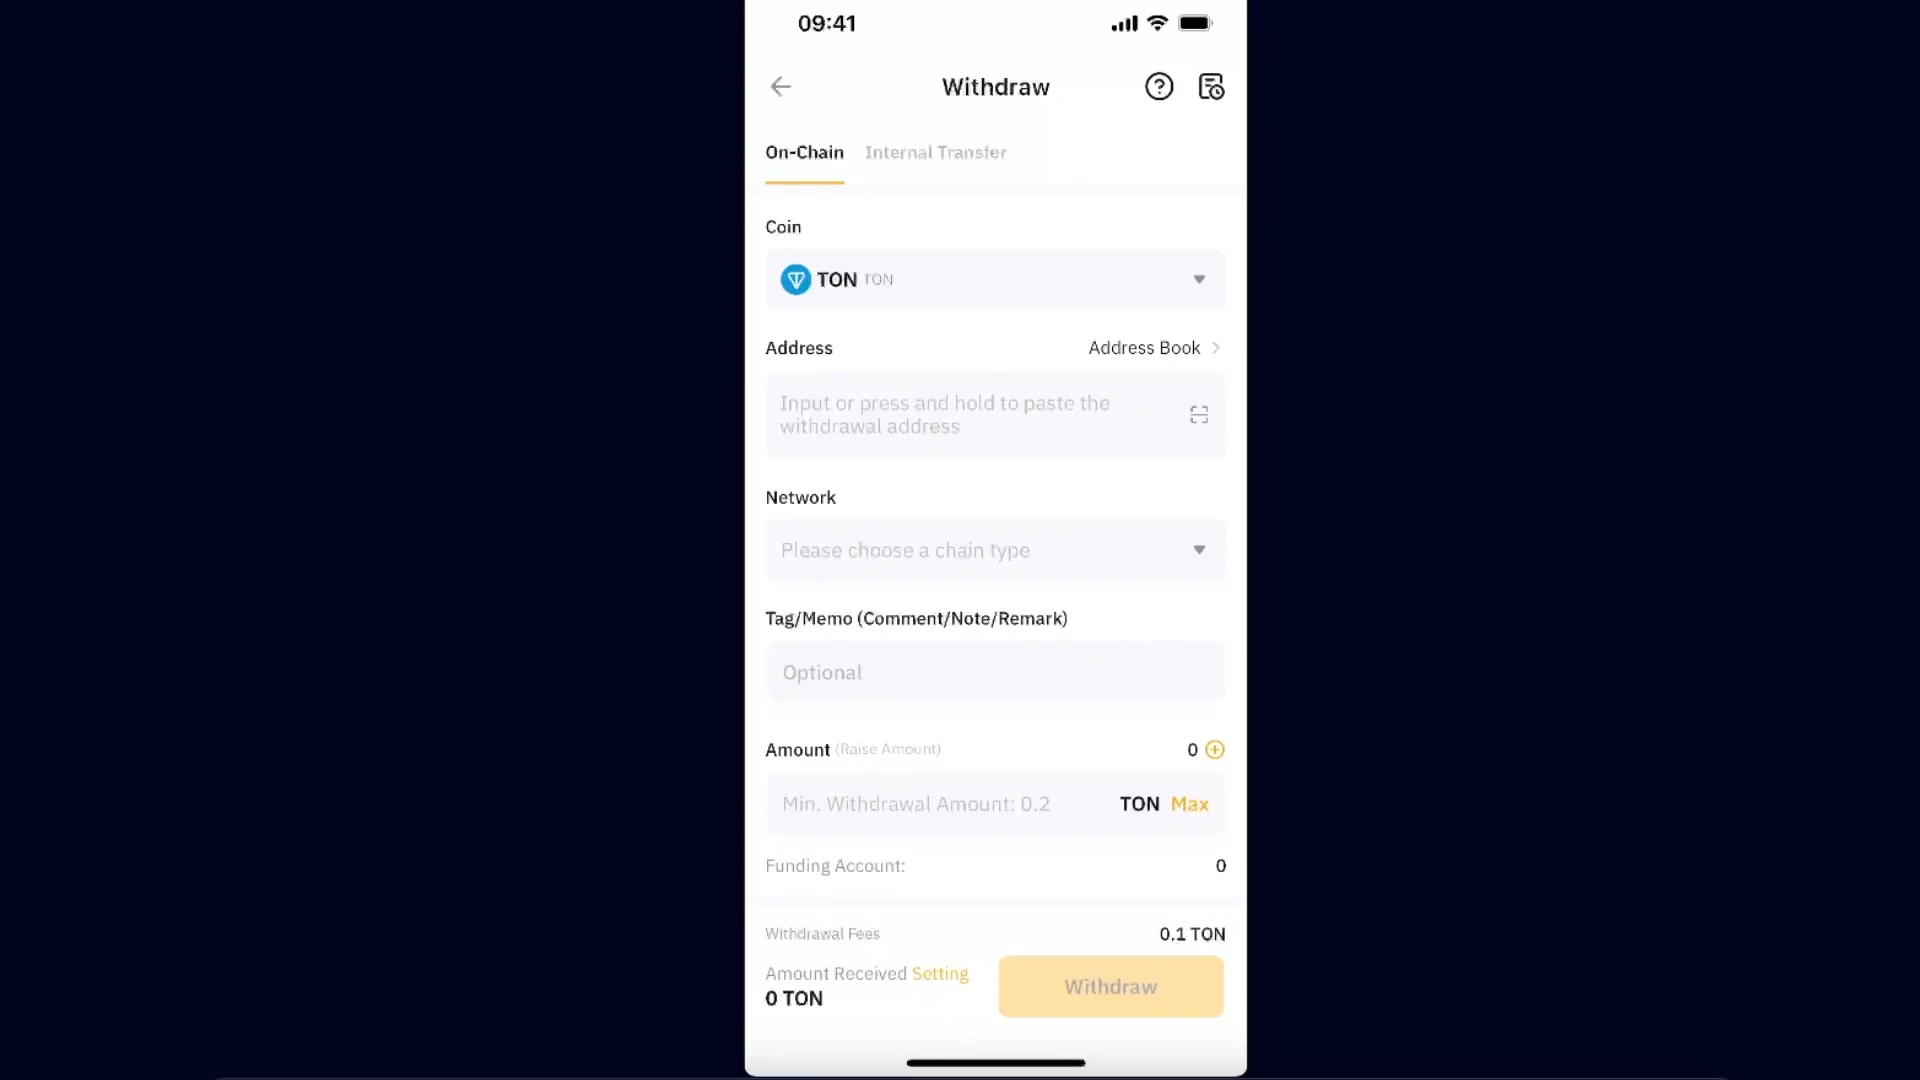 09:41
Withdraw
On-Chain Internal Transfer
Coin
TON TON
Address Address Book
Input or press and hold to paste the
withdrawal address
Network
Please choose a chain type
Tag/Memo (Comment/Note/Remark)
Optional
Amount (Raise Amount) 0
Min. Withdrawal Amount: 0.2 TON Max
Funding Account: 0
Withdrawal Fees 0.1 TON
Amount Received Setting
0 TON
Withdraw